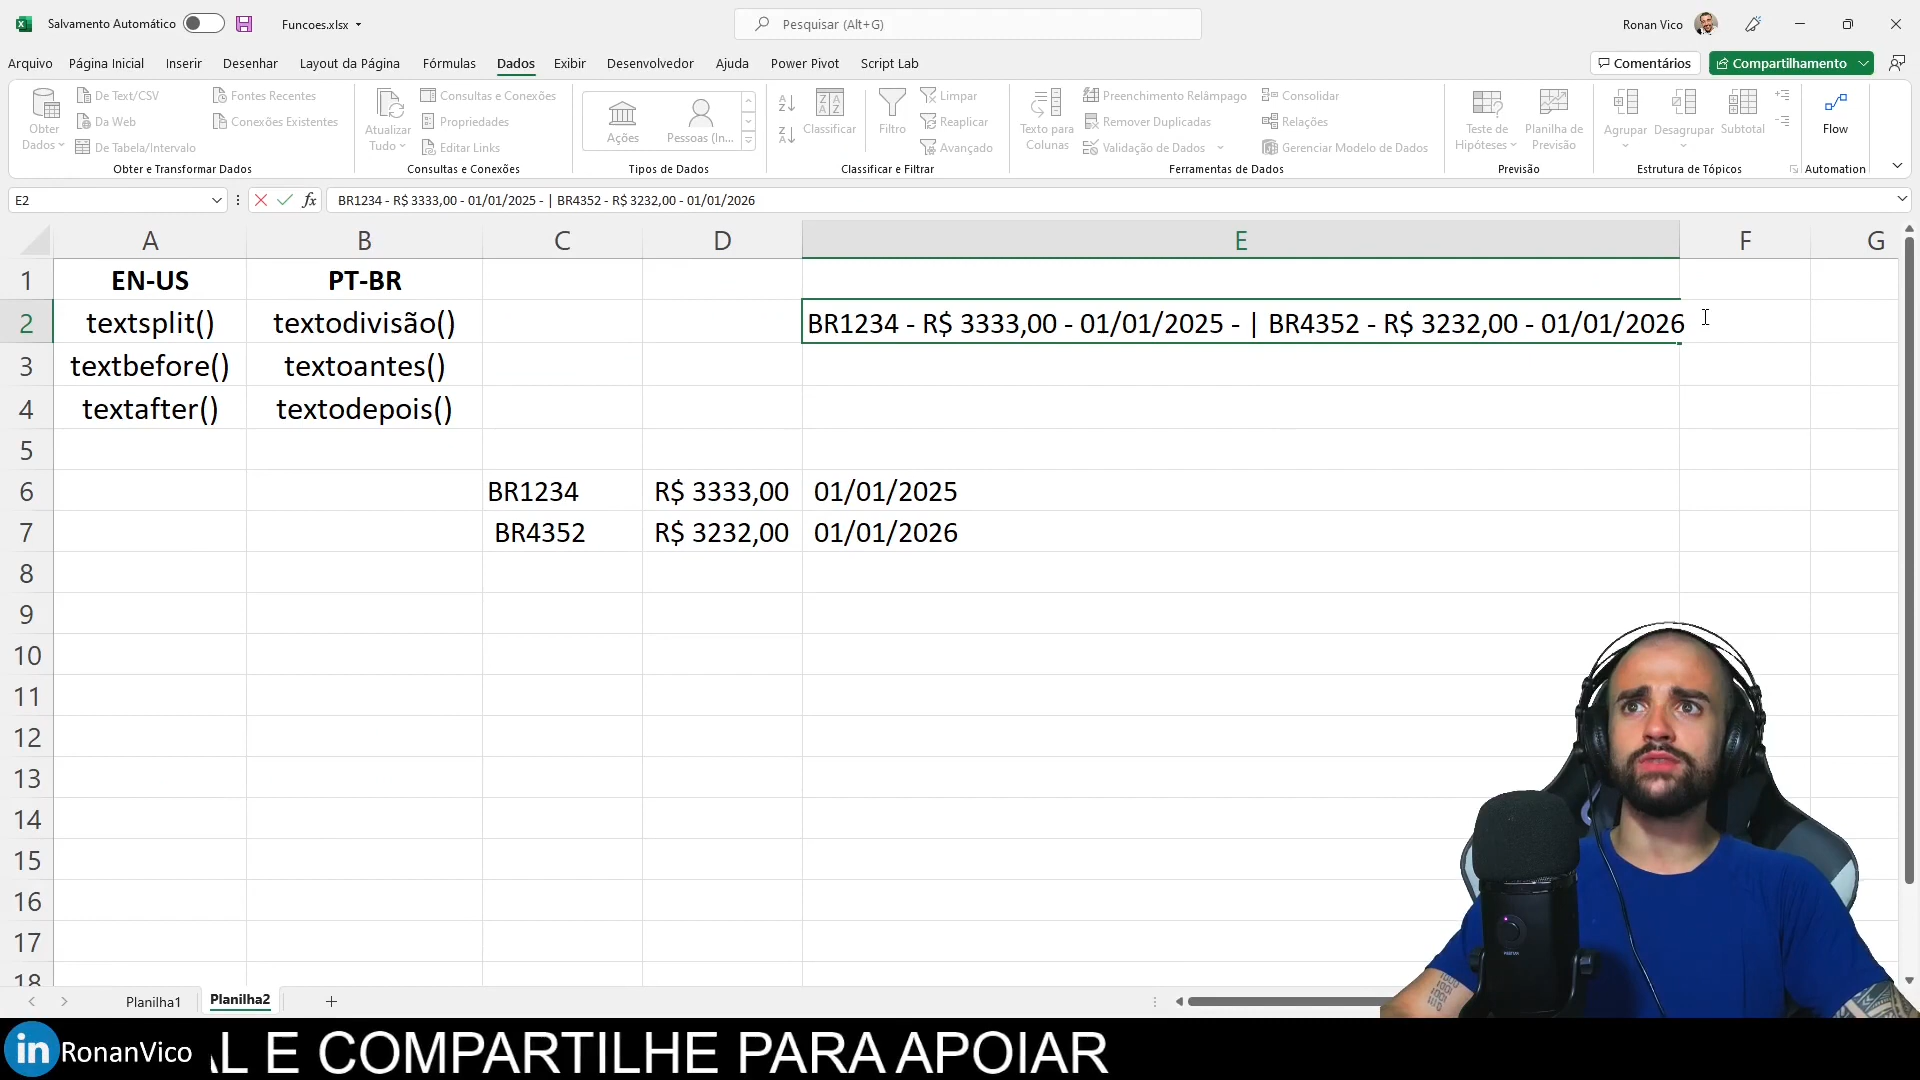 Salvamento Automático
Funcoes.xlsx
Pesquisar (Alt+G)
Ronan Vico
Arquivo Página Inicial Inserir Desenhar Layout da Página Fórmulas Dados Exibir Desenvolvedor Ajuda Power Pivot Script Lab
Comentários
Compartilhamento
Obter
Dados
De Text/CSV
Da Web
De Tabela/Intervalo
Fontes Recentes
Conexões Existentes
Obter e Transformar Dados
Atualizar
Tudo
Consultas e Conexões
Propriedades
Editar Links
Consultas e Conexões
Ações
Pessoas (In...
Tipos de Dados
Classificar
Filtro
Limpar
Reaplicar
Avançado
Classificar e Filtrar
Texto para
Colunas
Preenchimento Relâmpago
Remover Duplicadas
Validação de Dados
Consolidar
Relações
Gerenciar Modelo de Dados
Ferramentas de Dados
Teste de
Hipóteses
Planilha de
Previsão
Previsão
Agrupar
Desagrupar
Subtotal
Estrutura de Tópicos
Flow
Automation
E2
fx
BR1234 - R$ 3333,00 - 01/01/2025 - | BR4352 - R$ 3232,00 - 01/01/2026
A B C D E F G
1 EN-US PT-BR
2 textsplit() textodivisão() BR1234 - R$ 3333,00 - 01/01/2025 - | BR4352 - R$ 3232,00 - 01/01/2026
3 textbefore() textoantes()
4 textafter() textodepois()
5
6 BR1234 R$ 3333,00 01/01/2025
7 BR4352 R$ 3232,00 01/01/2026
8
9
10
11
12
13
14
15
16
17
18
Planilha1
Planilha2
in RonanVico
AL E COMPARTILHE PARA APOIAR